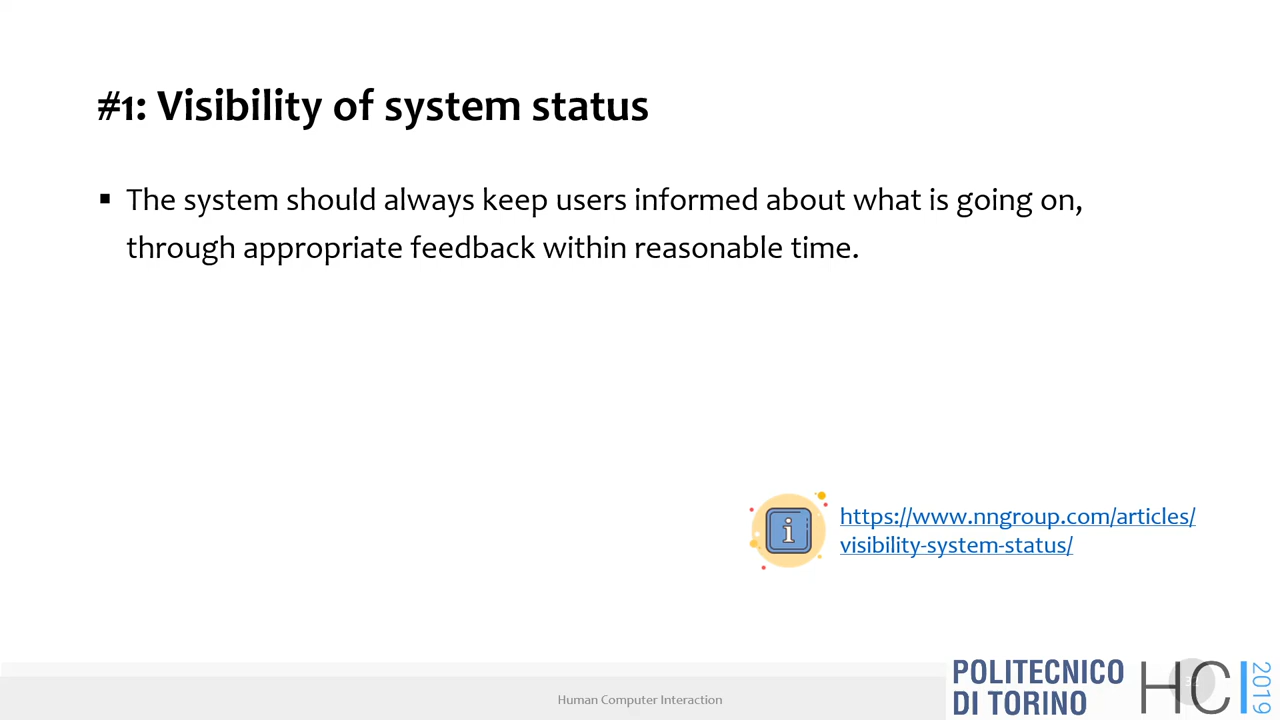 #1: Visibility of system status
▪ The system should always keep users informed about what is going on,
through appropriate feedback within reasonable time.
i
https://www.nngroup.com/articles/
visibility-system-status/
Human Computer Interaction
POLITECNICO
DI TORINO
HCI
2019